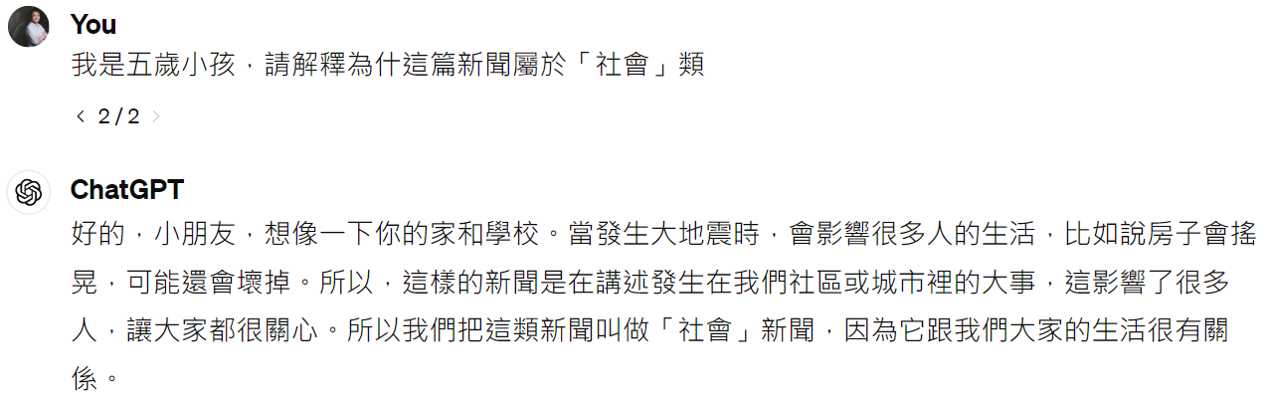 You
我是五歲小孩，請解釋為什這篇新聞屬於「社會」類
< 2 / 2 >
ChatGPT
好的，小朋友，想像一下你的家和學校。當發生大地震時，會影響很多人的生活，比如說房子會搖
晃，可能還會壞掉。所以，這樣的新聞是在講述發生在我們社區或城市裡的大事，這影響了很多
人，讓大家都很關心。所以我們把這類新聞叫做「社會」新聞，因為它跟我們大家的生活很有關
係。